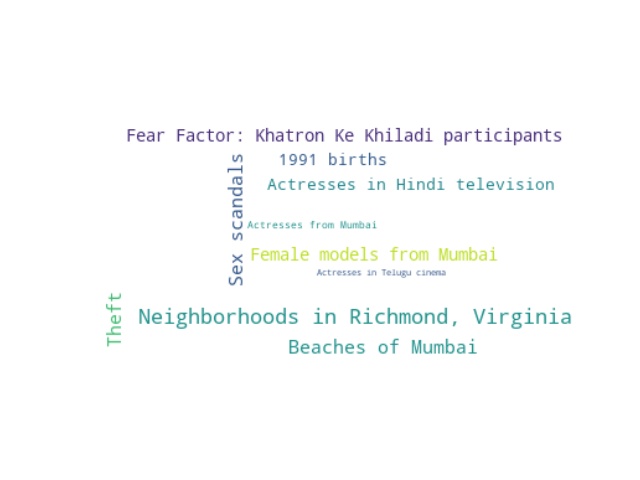 Fear Factor: Khatron Ke Khiladi participants
1991 births
Sex scandals
Actresses in Hindi television
Actresses from Mumbai
Female models from Mumbai
Actresses in Telugu cinema
Theft
Neighborhoods in Richmond, Virginia
Beaches of Mumbai